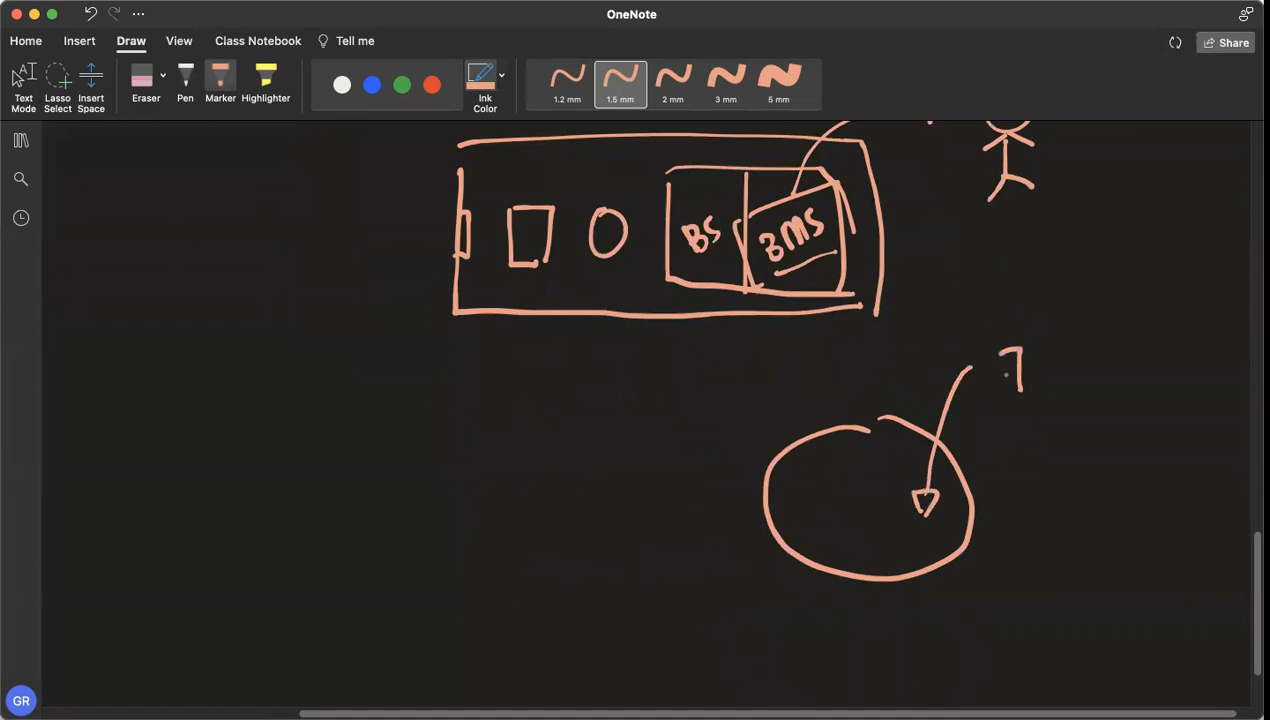 OneNote
Home Insert Draw View Class Notebook Tell me
Share
Text Mode
Lasso Select
Insert Space
Eraser
Pen
Marker
Highlighter
Ink Color
1.2 mm
1.5 mm
2 mm
3 mm
5 mm
BS
BMS
GR